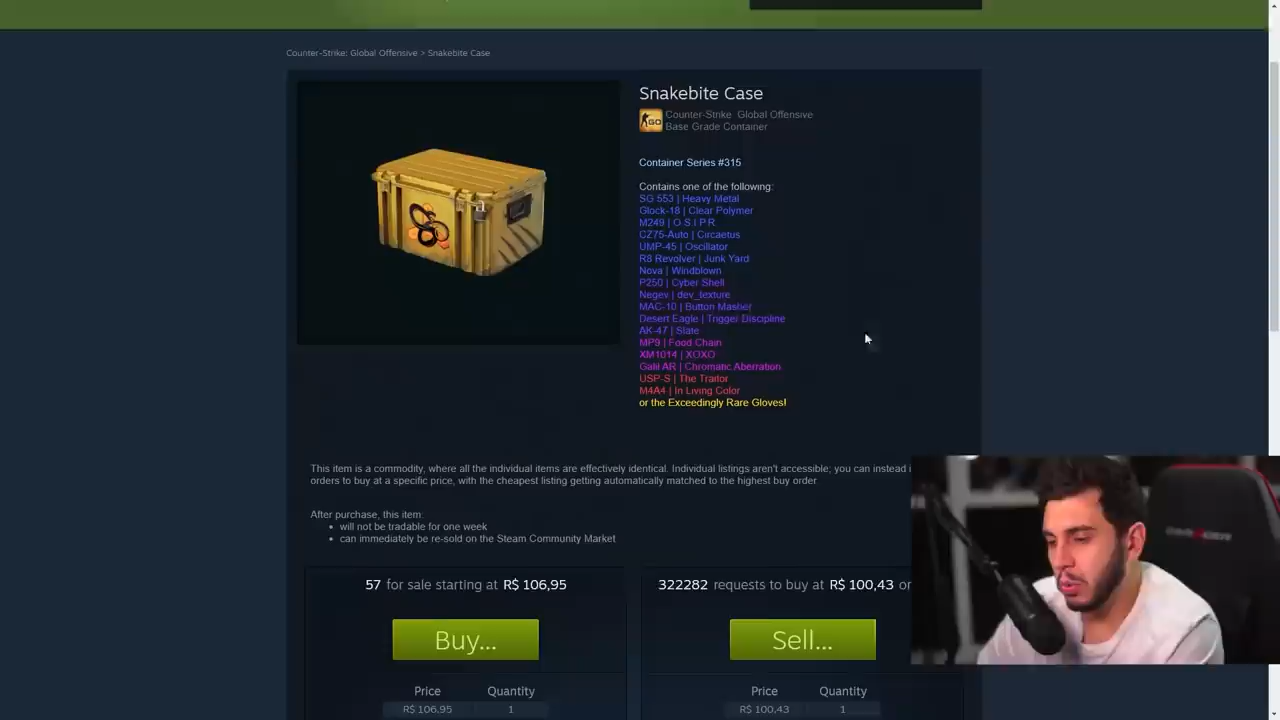 Counter-Strike: Global Offensive > Snakebite Case
Snakebite Case
GO
Counter-Strike Global Offensive
Base Grade Container
Container Series #315
Contains one of the following:
SG 553 | Heavy Metal
Glock-18 | Clear Polymer
M249 | O.S.I.P.R
CZ75-Auto | Circaetus
UMP-45 | Oscillator
R8 Revolver | Junk Yard
Nova | Windblown
P250 | Cyber Shell
Negev | dev_texture
MAC-10 | Button Masher
Desert Eagle | Trigger Discipline
AK-47 | Slate
MP9 | Food Chain
XM1014 | XOXO
Galil AR | Chromatic Aberration
USP-S | The Traitor
M4A4 | In Living Color
or the Exceedingly Rare Gloves!
This item is a commodity, where all the individual items are effectively identical. Individual listings aren't accessible; you can instead i
orders to buy at a specific price, with the cheapest listing getting automatically matched to the highest buy order
After purchase, this item:
• will not be tradable for one week
• can immediately be re-sold on the Steam Community Market
57 for sale starting at R$ 106,95
322282 requests to buy at R$ 100,43 or
Buy...
Sell...
Price Quantity
Price Quantity
R$ 106,95 1
R$ 100,43 1